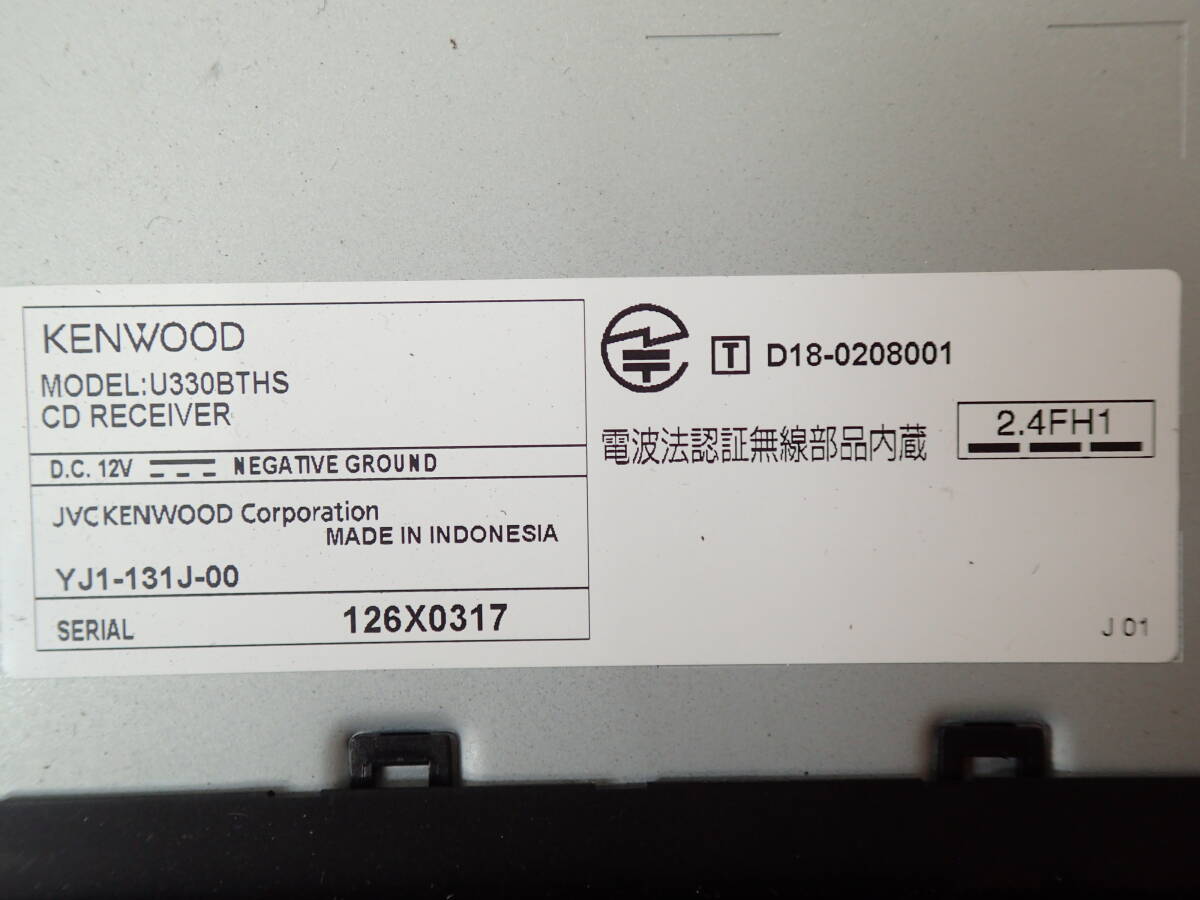 KENWOOD
MODEL:U330BTHS
CD RECEIVER
D.C. 12V NEGATIVE GROUND
JVCKENWOOD Corporation
MADE IN INDONESIA
YJ1-131J-00
SERIAL 126X0317
T D18-0208001
電波法認証無線部品内蔵 2.4FH1
J 01